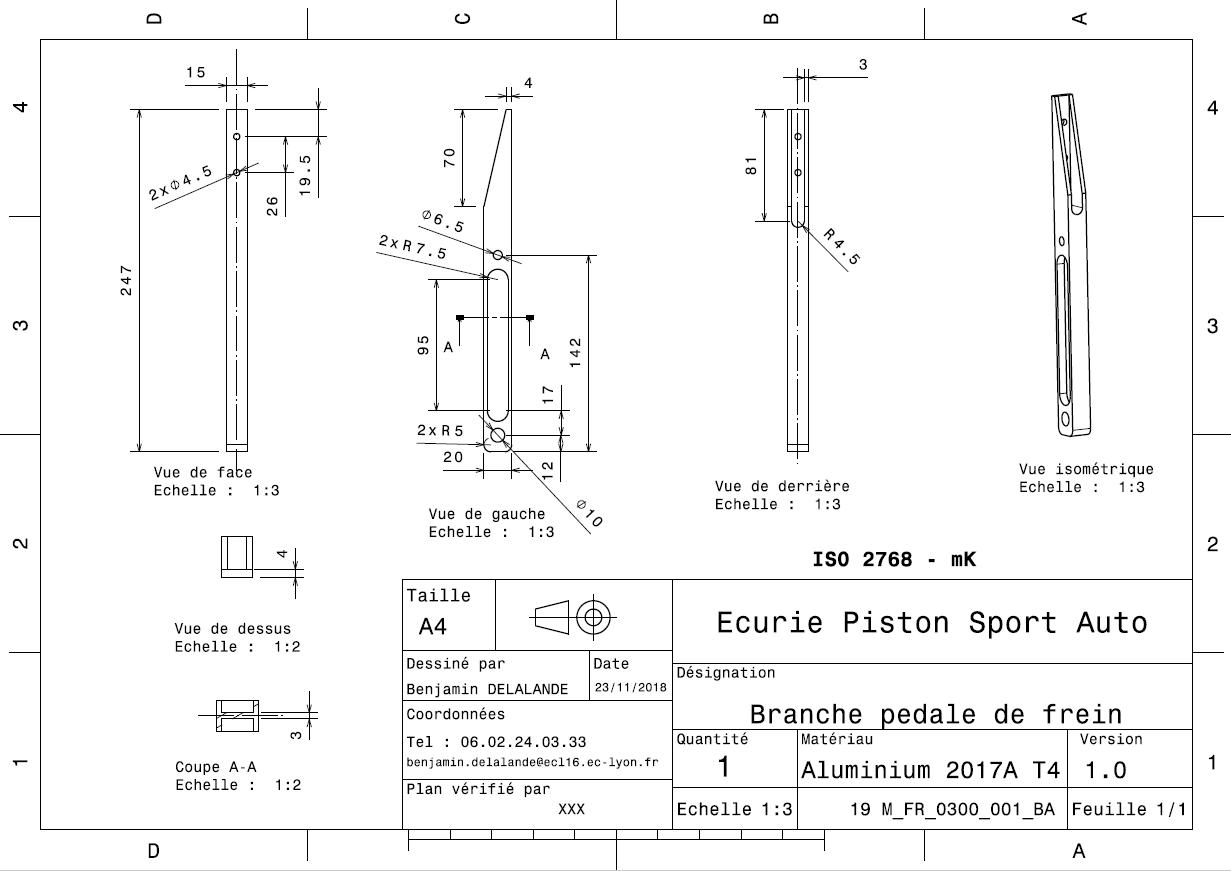 D
C
B
A
4
4
3
3
2
2
1
1
15
247
2xΦ4.5
26
19.5
Vue de face
Echelle : 1:3
4
70
Φ6.5
2xR7.5
95
A
A
142
17
2xR5
20
12
Φ10
Vue de gauche
Echelle : 1:3
3
81
R4.5
Vue de derrière
Echelle : 1:3
Vue isométrique
Echelle : 1:3
4
Vue de dessus
Echelle : 1:2
3
Coupe A-A
Echelle : 1:2
ISO 2768 - mK
Taille
A4
Ecurie Piston Sport Auto
Dessiné par
Benjamin DELALANDE
Date
23/11/2018
Désignation
Branche pedale de frein
Coordonnées
Tel : 06.02.24.03.33
benjamin.delalande@ecl16.ec-lyon.fr
Quantité
1
Matériau
Aluminium 2017A T4
Version
1.0
Plan vérifié par
XXX
Echelle 1:3
19 M_FR_0300_001_BA
Feuille 1/1
D
A